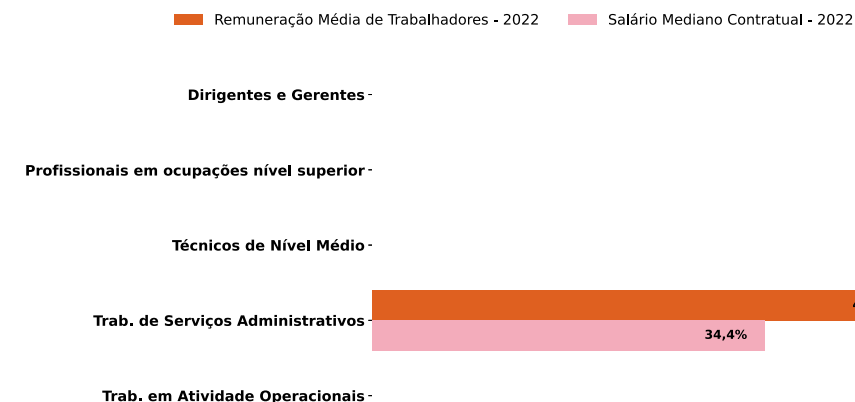 Remuneração Média de Trabalhadores - 2022 Salário Mediano Contratual - 2022
Dirigentes e Gerentes
Profissionais em ocupações nível superior
Técnicos de Nível Médio
Trab. de Serviços Administrativos
34,4%
Trab. em Atividade Operacionais